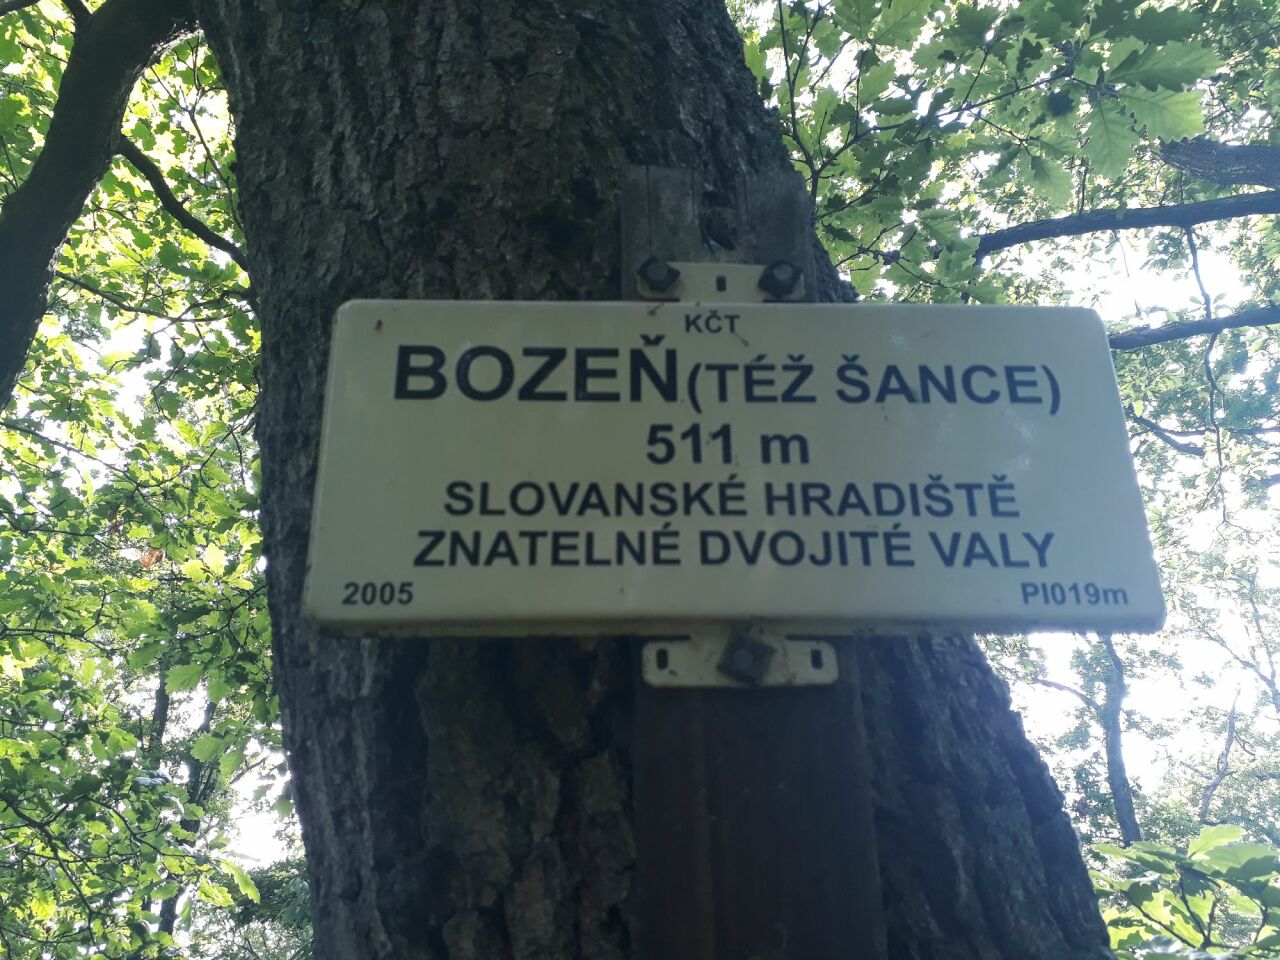 KČT
BOZEŇ (TÉŽ ŠANCE)
511 m
SLOVANSKÉ HRADIŠTĚ
ZNATELNÉ DVOJITÉ VALY
2005 PI019m